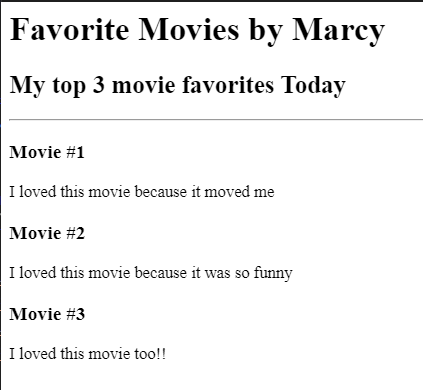 Favorite Movies by Marcy
My top 3 movie favorites Today
Movie #1
I loved this movie because it moved me
Movie #2
I loved this movie because it was so funny
Movie #3
I loved this movie too!!